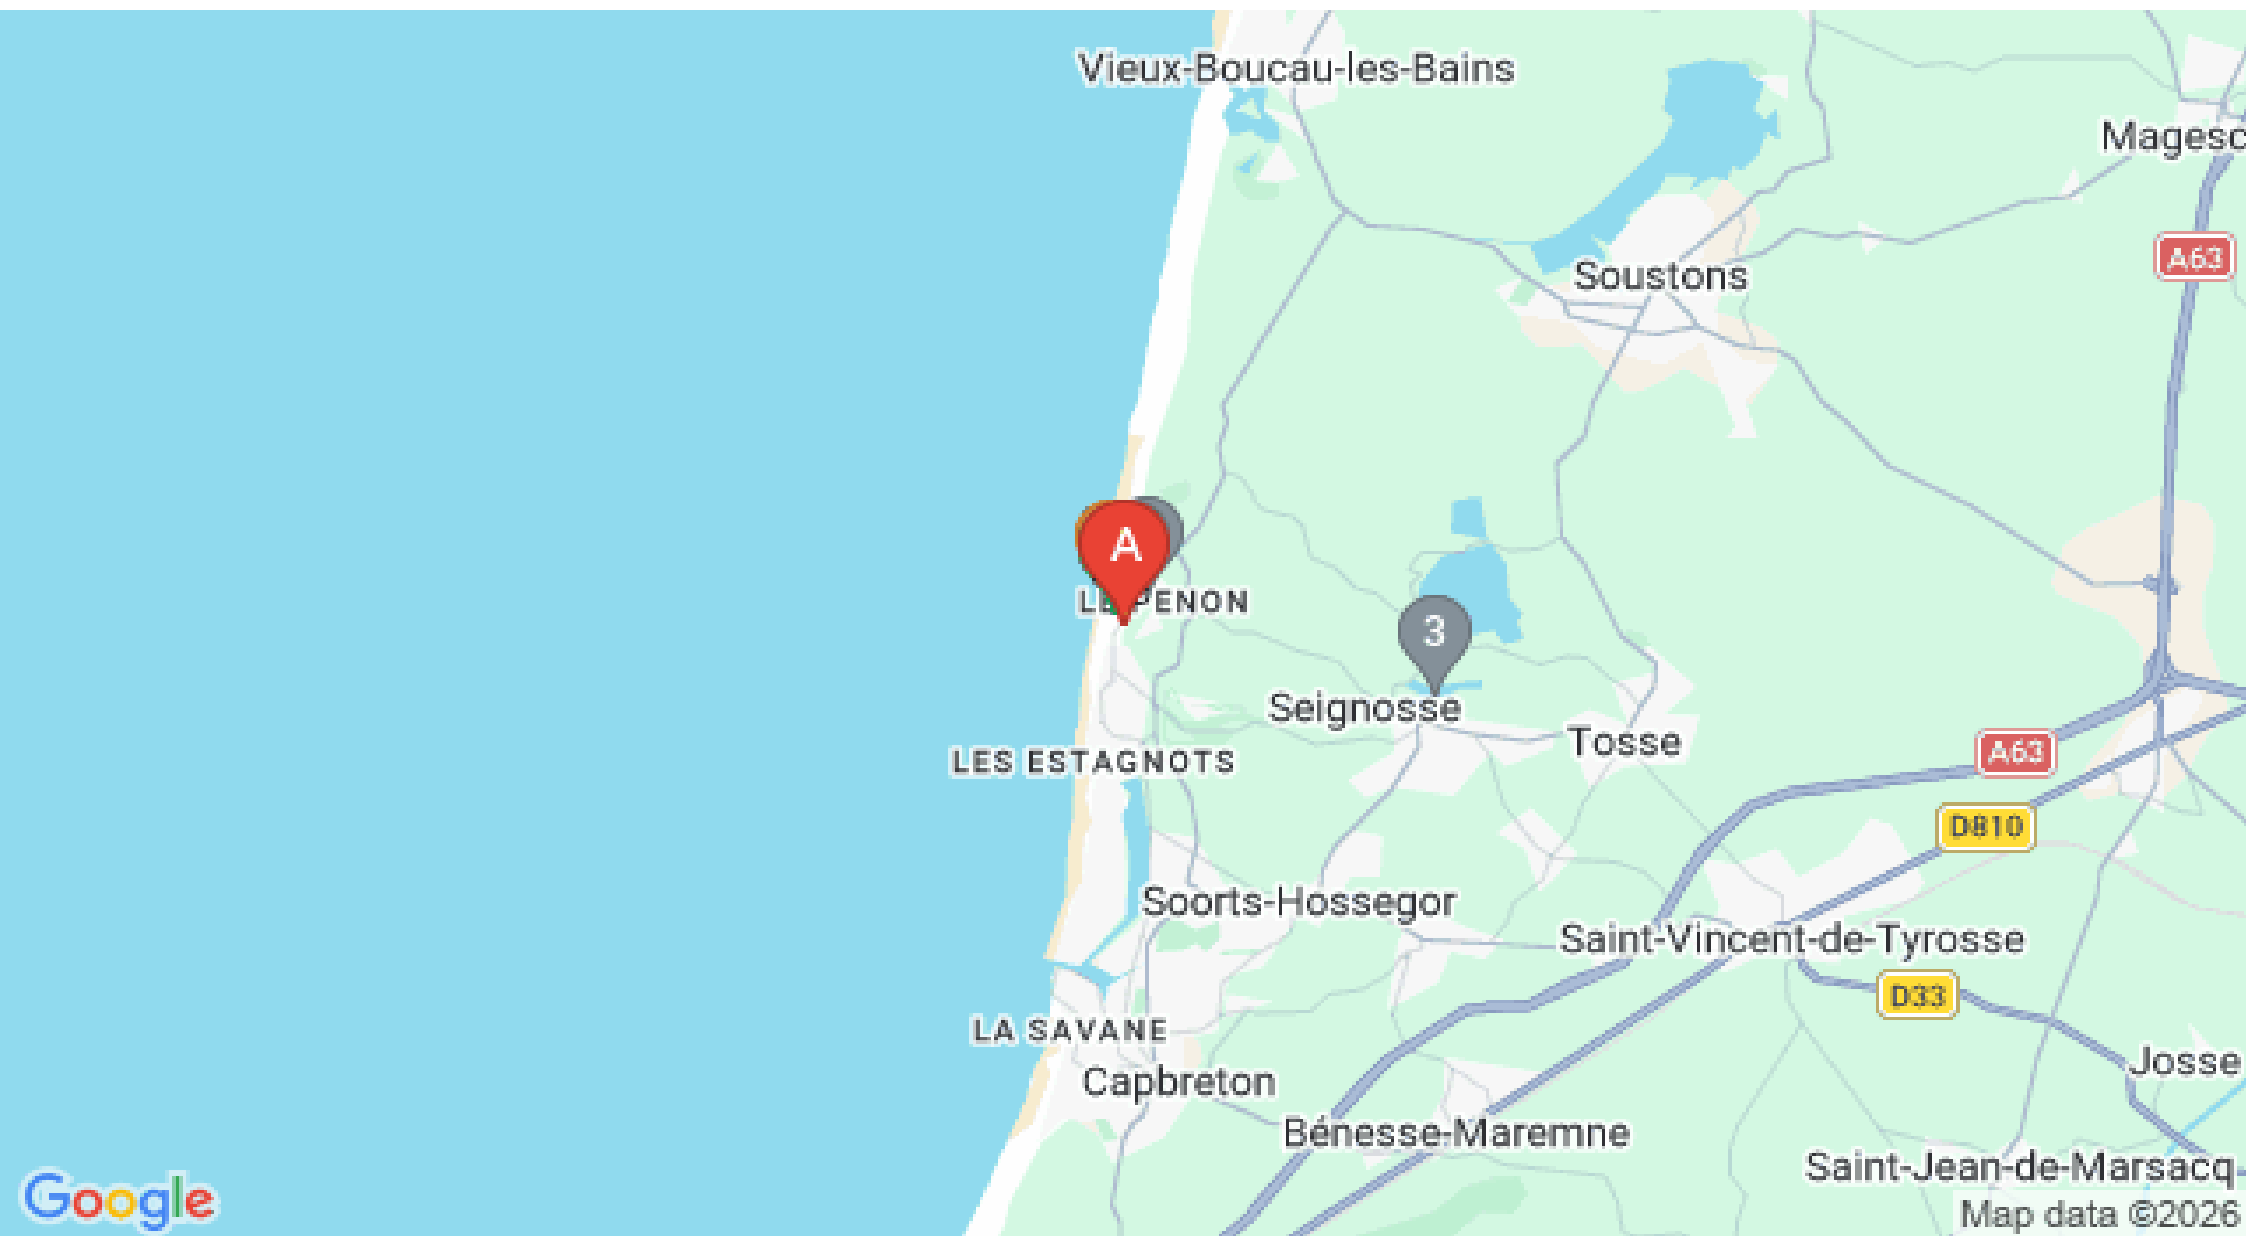 Vieux-Boucau-les-Bains
Magesc
A63
Soustons
A
LE PENON
3
Seignosse
Tosse
A63
LES ESTAGNOTS
D810
Soorts-Hossegor
Saint-Vincent-de-Tyrosse
D33
LA SAVANE
Josse
Capbreton
Bénesse-Maremne
Saint-Jean-de-Marsacq
Google
Map data ©2026